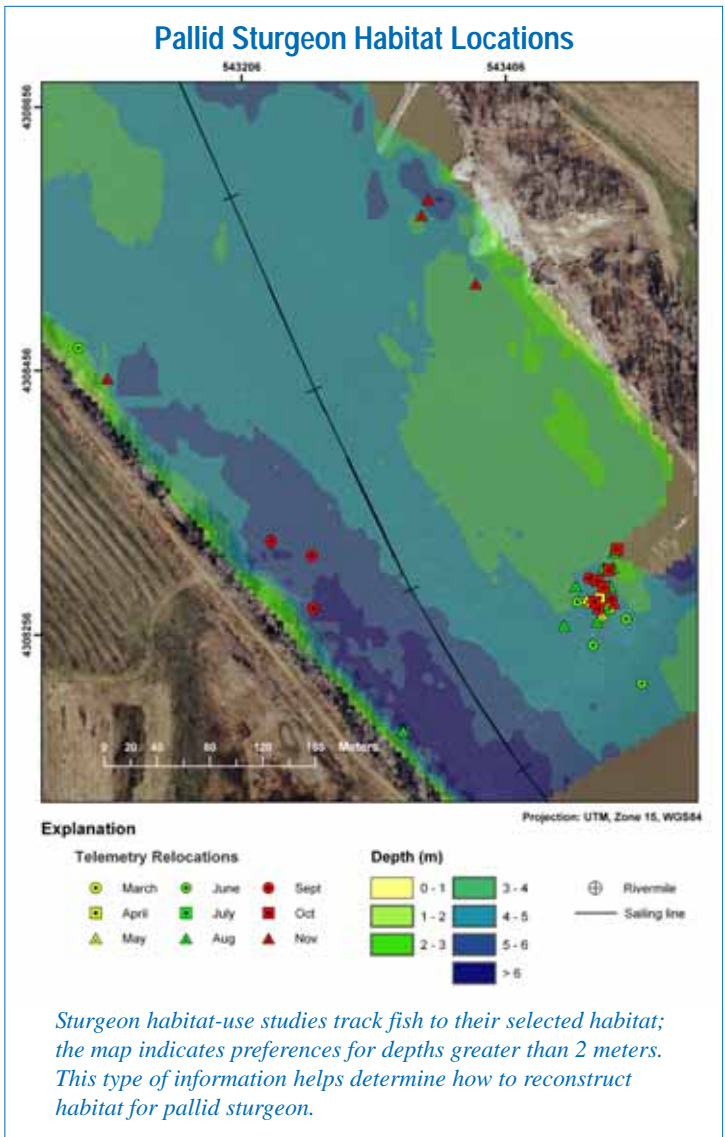 Pallid Sturgeon Habitat Locations
543206 543406
4308656
4308456
4308256
0 20 40 80 120 160 Meters
Projection: UTM, Zone 15, WGS84
Explanation
Telemetry Relocations
March June Sept
April July Oct
May Aug Nov
Depth (m)
0 - 1 3 - 4
1 - 2 4 - 5
2 - 3 5 - 6
> 6
Rivermile
Sailing line
Sturgeon habitat-use studies track fish to their selected habitat;
the map indicates preferences for depths greater than 2 meters.
This type of information helps determine how to reconstruct
habitat for pallid sturgeon.